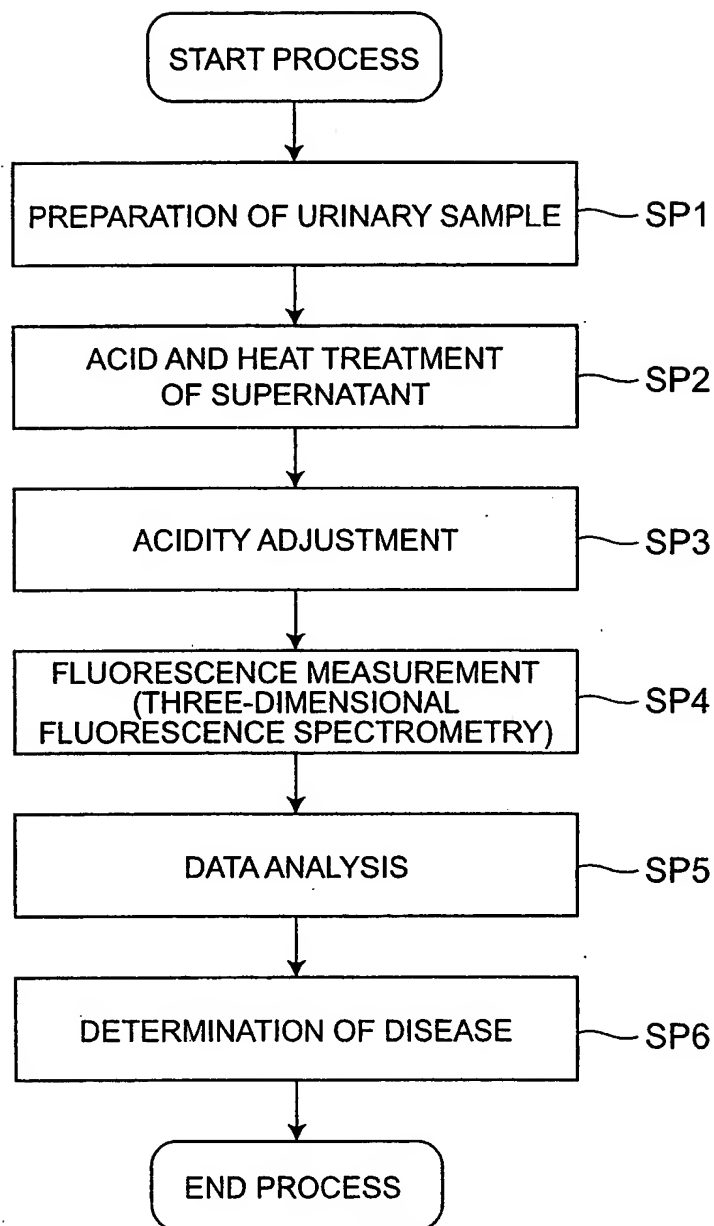 START PROCESS
PREPARATION OF URINARY SAMPLE
SP1
ACID AND HEAT TREATMENT
OF SUPERNATANT
SP2
ACIDITY ADJUSTMENT
SP3
FLUORESCENCE MEASUREMENT
(THREE-DIMENSIONAL
FLUORESCENCE SPECTROMETRY)
SP4
DATA ANALYSIS
SP5
DETERMINATION OF DISEASE
SP6
END PROCESS